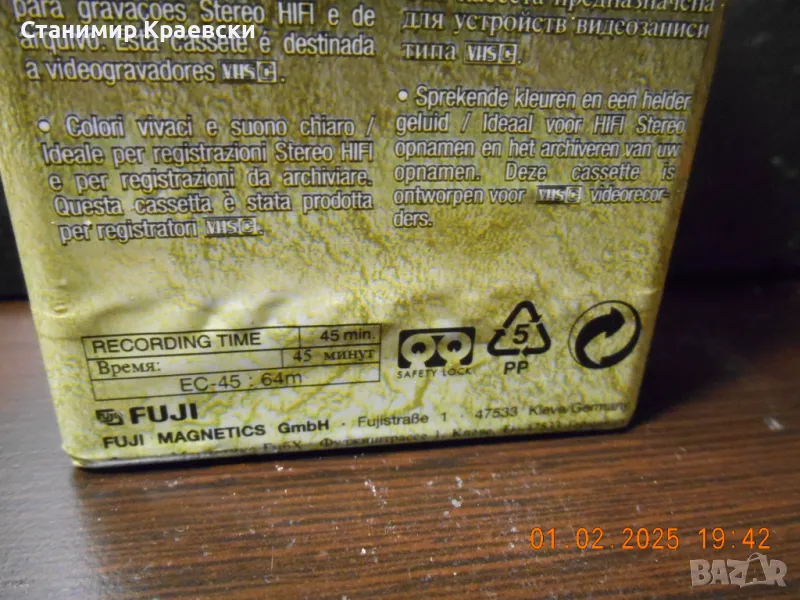 Станимир Краевски
para gravações Stereo HIFI e de
arquivo. Esta cassete é destinada
a videogravadores VHS C.
• Colori vivaci e suono chiaro /
Ideale per registrazioni Stereo HIFI
e per registrazioni da archiviare.
Questa cassetta è stata prodotta
per registratori VHS C.
предназначена
для устройств видеозаписи
типа VHS C.
• Sprekende kleuren en een helder
geluid / Ideaal voor HIFI Stereo
opnamen en het archiveren van uw
opnamen. Deze cassette is
ontworpen voor VHS C videorecor-
ders.
RECORDING TIME 45 min.
Время: 45 минут
EC-45 : 64m
SAFETY LOCK
5
PP
FUJI
FUJI MAGNETICS GmbH · Fujistraße 1 · 47533 Kleve/Germany
01.02.2025 19:42
BAZAR